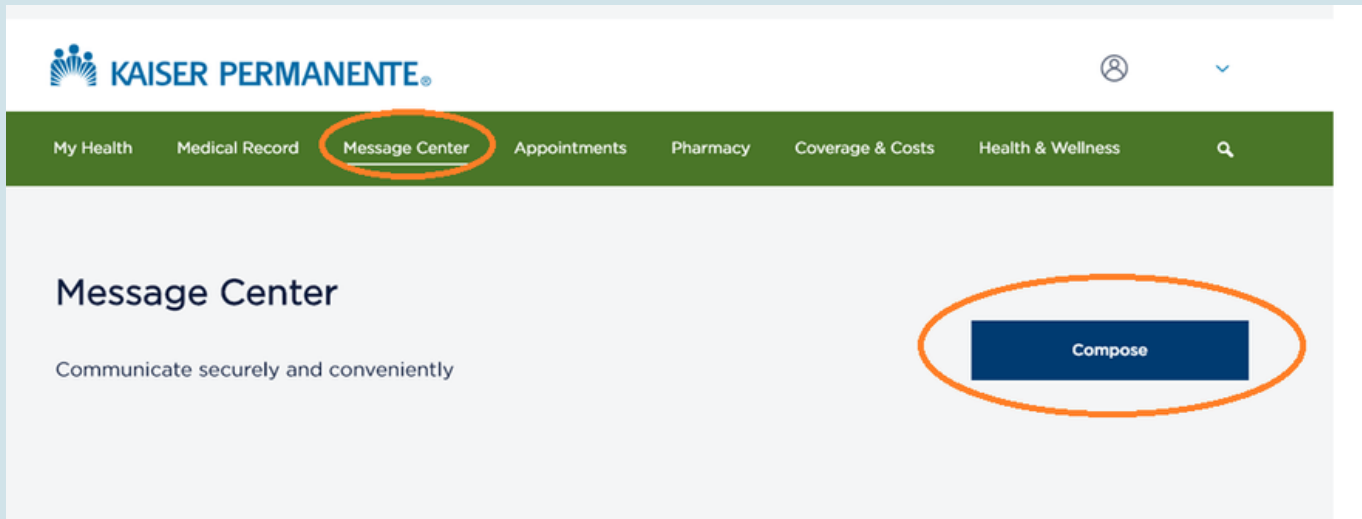 KAISER PERMANENTE®
My Health Medical Record Message Center Appointments Pharmacy Coverage & Costs Health & Wellness
Message Center
Compose
Communicate securely and conveniently